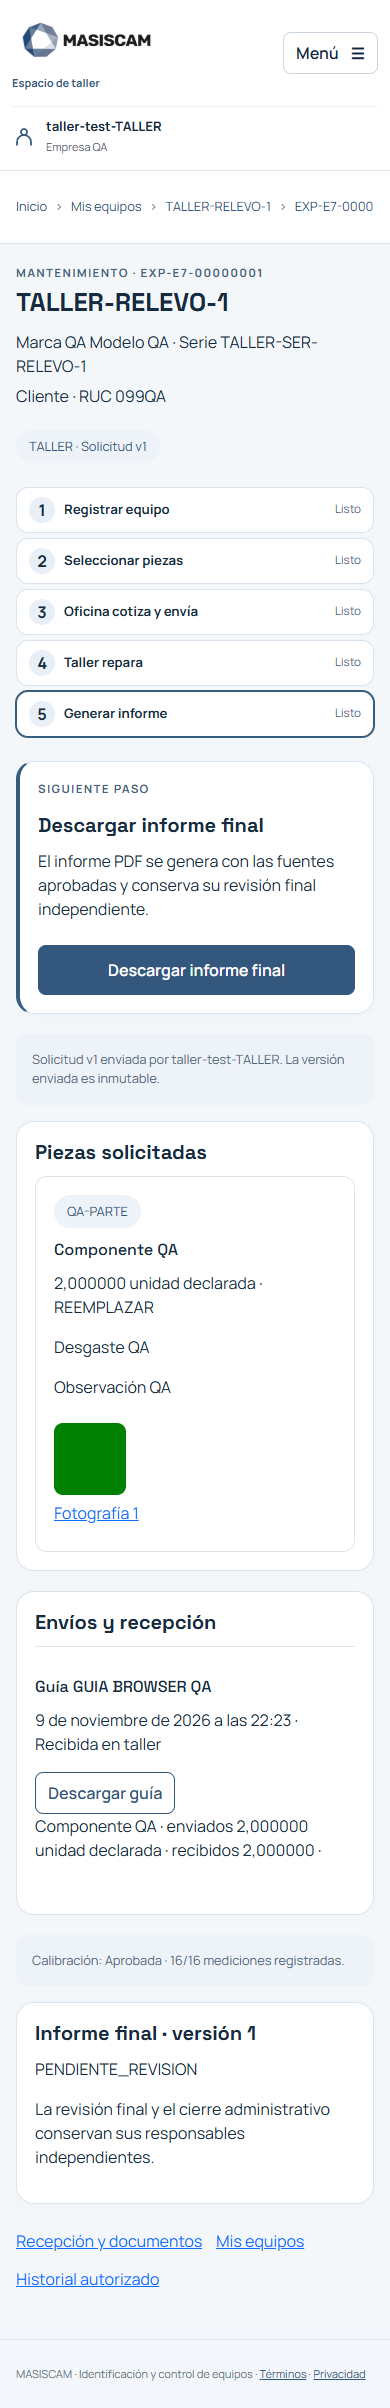 MASISCAM
Menú
Espacio de taller
taller-test-TALLER
Empresa QA
Inicio › Mis equipos › TALLER-RELEVO-1 › EXP-E7-0000
MANTENIMIENTO · EXP-E7-00000001
TALLER-RELEVO-1
Marca QA Modelo QA · Serie TALLER-SER-
RELEVO-1
Cliente · RUC 099QA
TALLER · Solicitud v1
1 Registrar equipo Listo
2 Seleccionar piezas Listo
3 Oficina cotiza y envía Listo
4 Taller repara Listo
5 Generar informe Listo
SIGUIENTE PASO
Descargar informe final
El informe PDF se genera con las fuentes
aprobadas y conserva su revisión final
independiente.
Descargar informe final
Solicitud v1 enviada por taller-test-TALLER. La versión
enviada es inmutable.
Piezas solicitadas
QA-PARTE
Componente QA
2,000000 unidad declarada ·
REEMPLAZAR
Desgaste QA
Observación QA
Fotografía 1
Envíos y recepción
Guía GUIA BROWSER QA
9 de noviembre de 2026 a las 22:23 ·
Recibida en taller
Descargar guía
Componente QA · enviados 2,000000
unidad declarada · recibidos 2,000000 ·
Calibración: Aprobada · 16/16 mediciones registradas.
Informe final · versión 1
PENDIENTE_REVISION
La revisión final y el cierre administrativo
conservan sus responsables
independientes.
Recepción y documentos Mis equipos
Historial autorizado
MASISCAM · Identificación y control de equipos · Términos · Privacidad